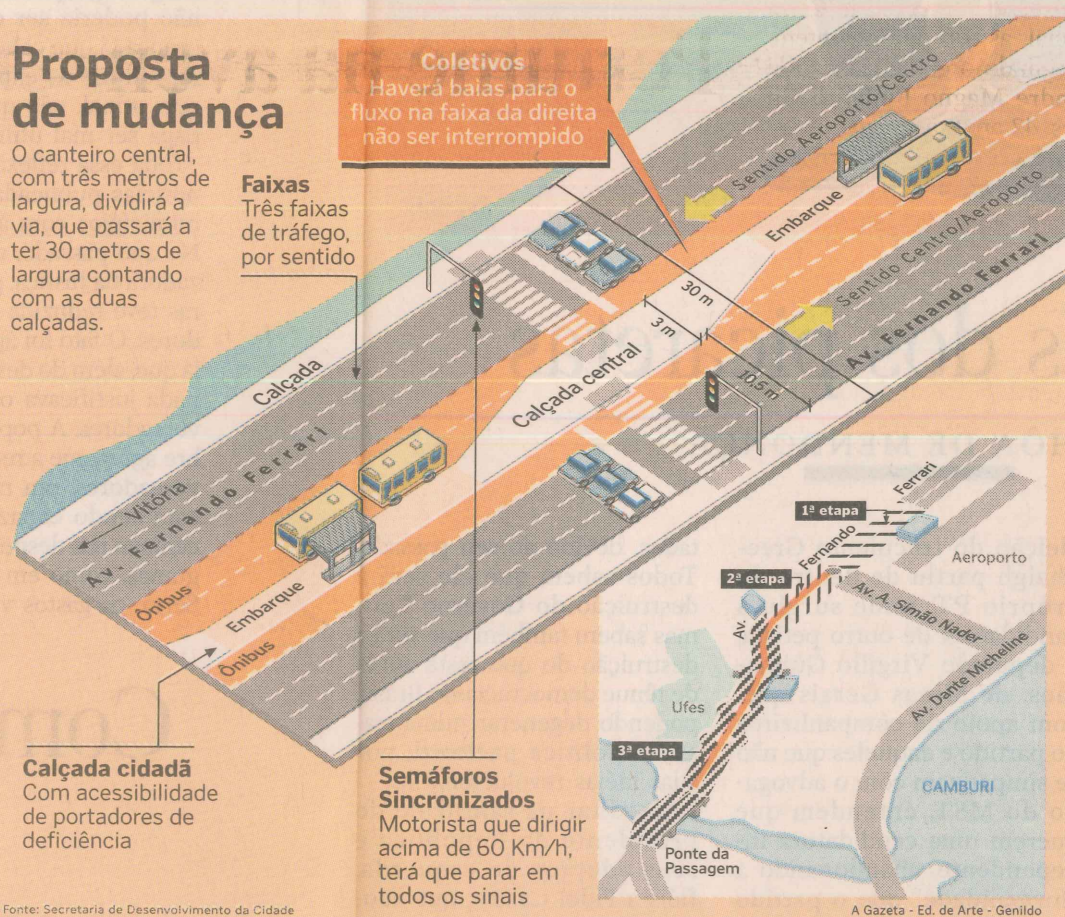 Proposta
de mudança
O canteiro central,
com três metros de
largura, dividirá a
via, que passará a
ter 30 metros de
largura contando
com as duas
calçadas.
Faixas
Três faixas
de tráfego,
por sentido
Coletivos
Haverá baias para o
fluxo na faixa da direita
não ser interrompido
Sentido Aeroporto/Centro
Embarque
Sentido Centro/Aeroporto
Av. Fernando Ferrari
30 m
3 m
10,5 m
Calçada
Calçada central
Vitória
Av. Fernando Ferrari
Ônibus
Embarque
Ônibus
Calçada cidadã
Com acessibilidade
de portadores de
deficiência
Semáforos
Sincronizados
Motorista que dirigir
acima de 60 Km/h,
terá que parar em
todos os sinais
1ª etapa
2ª etapa
3ª etapa
Av. Fernando Ferrari
Aeroporto
Av. A. Simão Nader
Av. Dante Micheline
Ufes
CAMBURI
Ponte da
Passagem
Fonte: Secretaria de Desenvolvimento da Cidade
A Gazeta - Ed. de Arte - Genildo